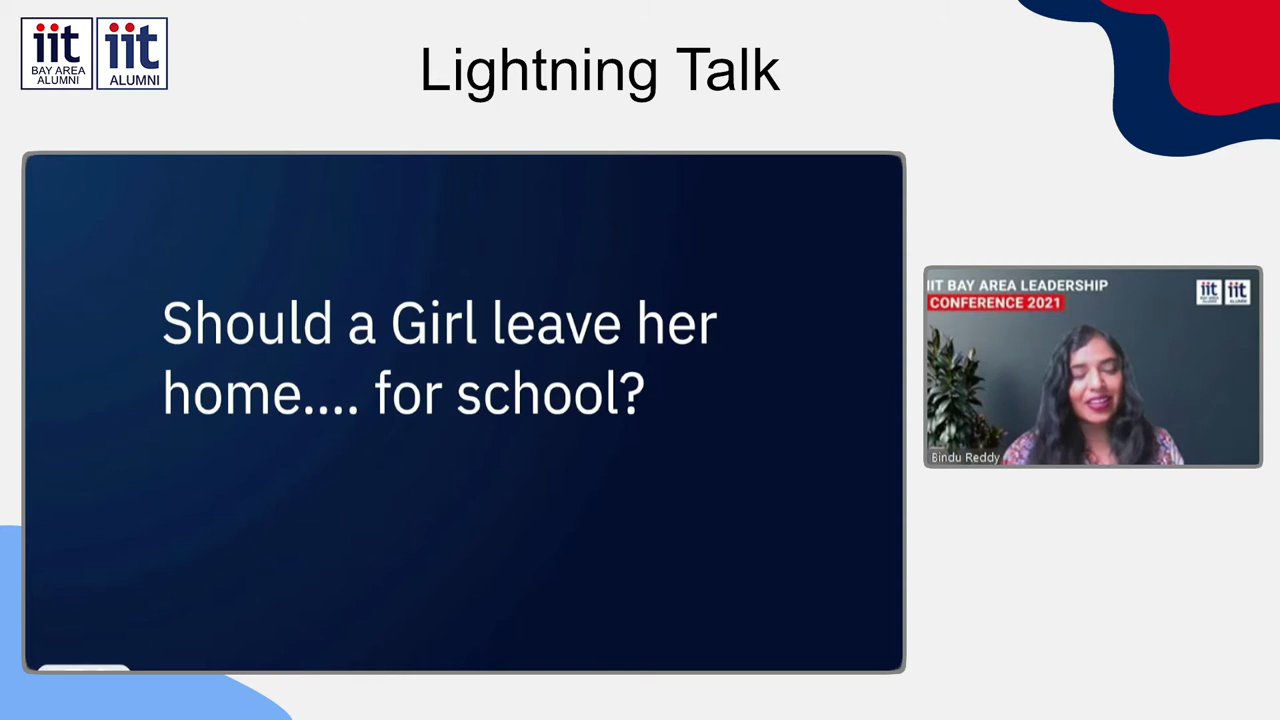 iit
BAY AREA
ALUMNI
iit
ALUMNI
Lightning Talk
Should a Girl leave her
home.... for school?
IIT BAY AREA LEADERSHIP
CONFERENCE 2021
iit
iit
Bindu Reddy